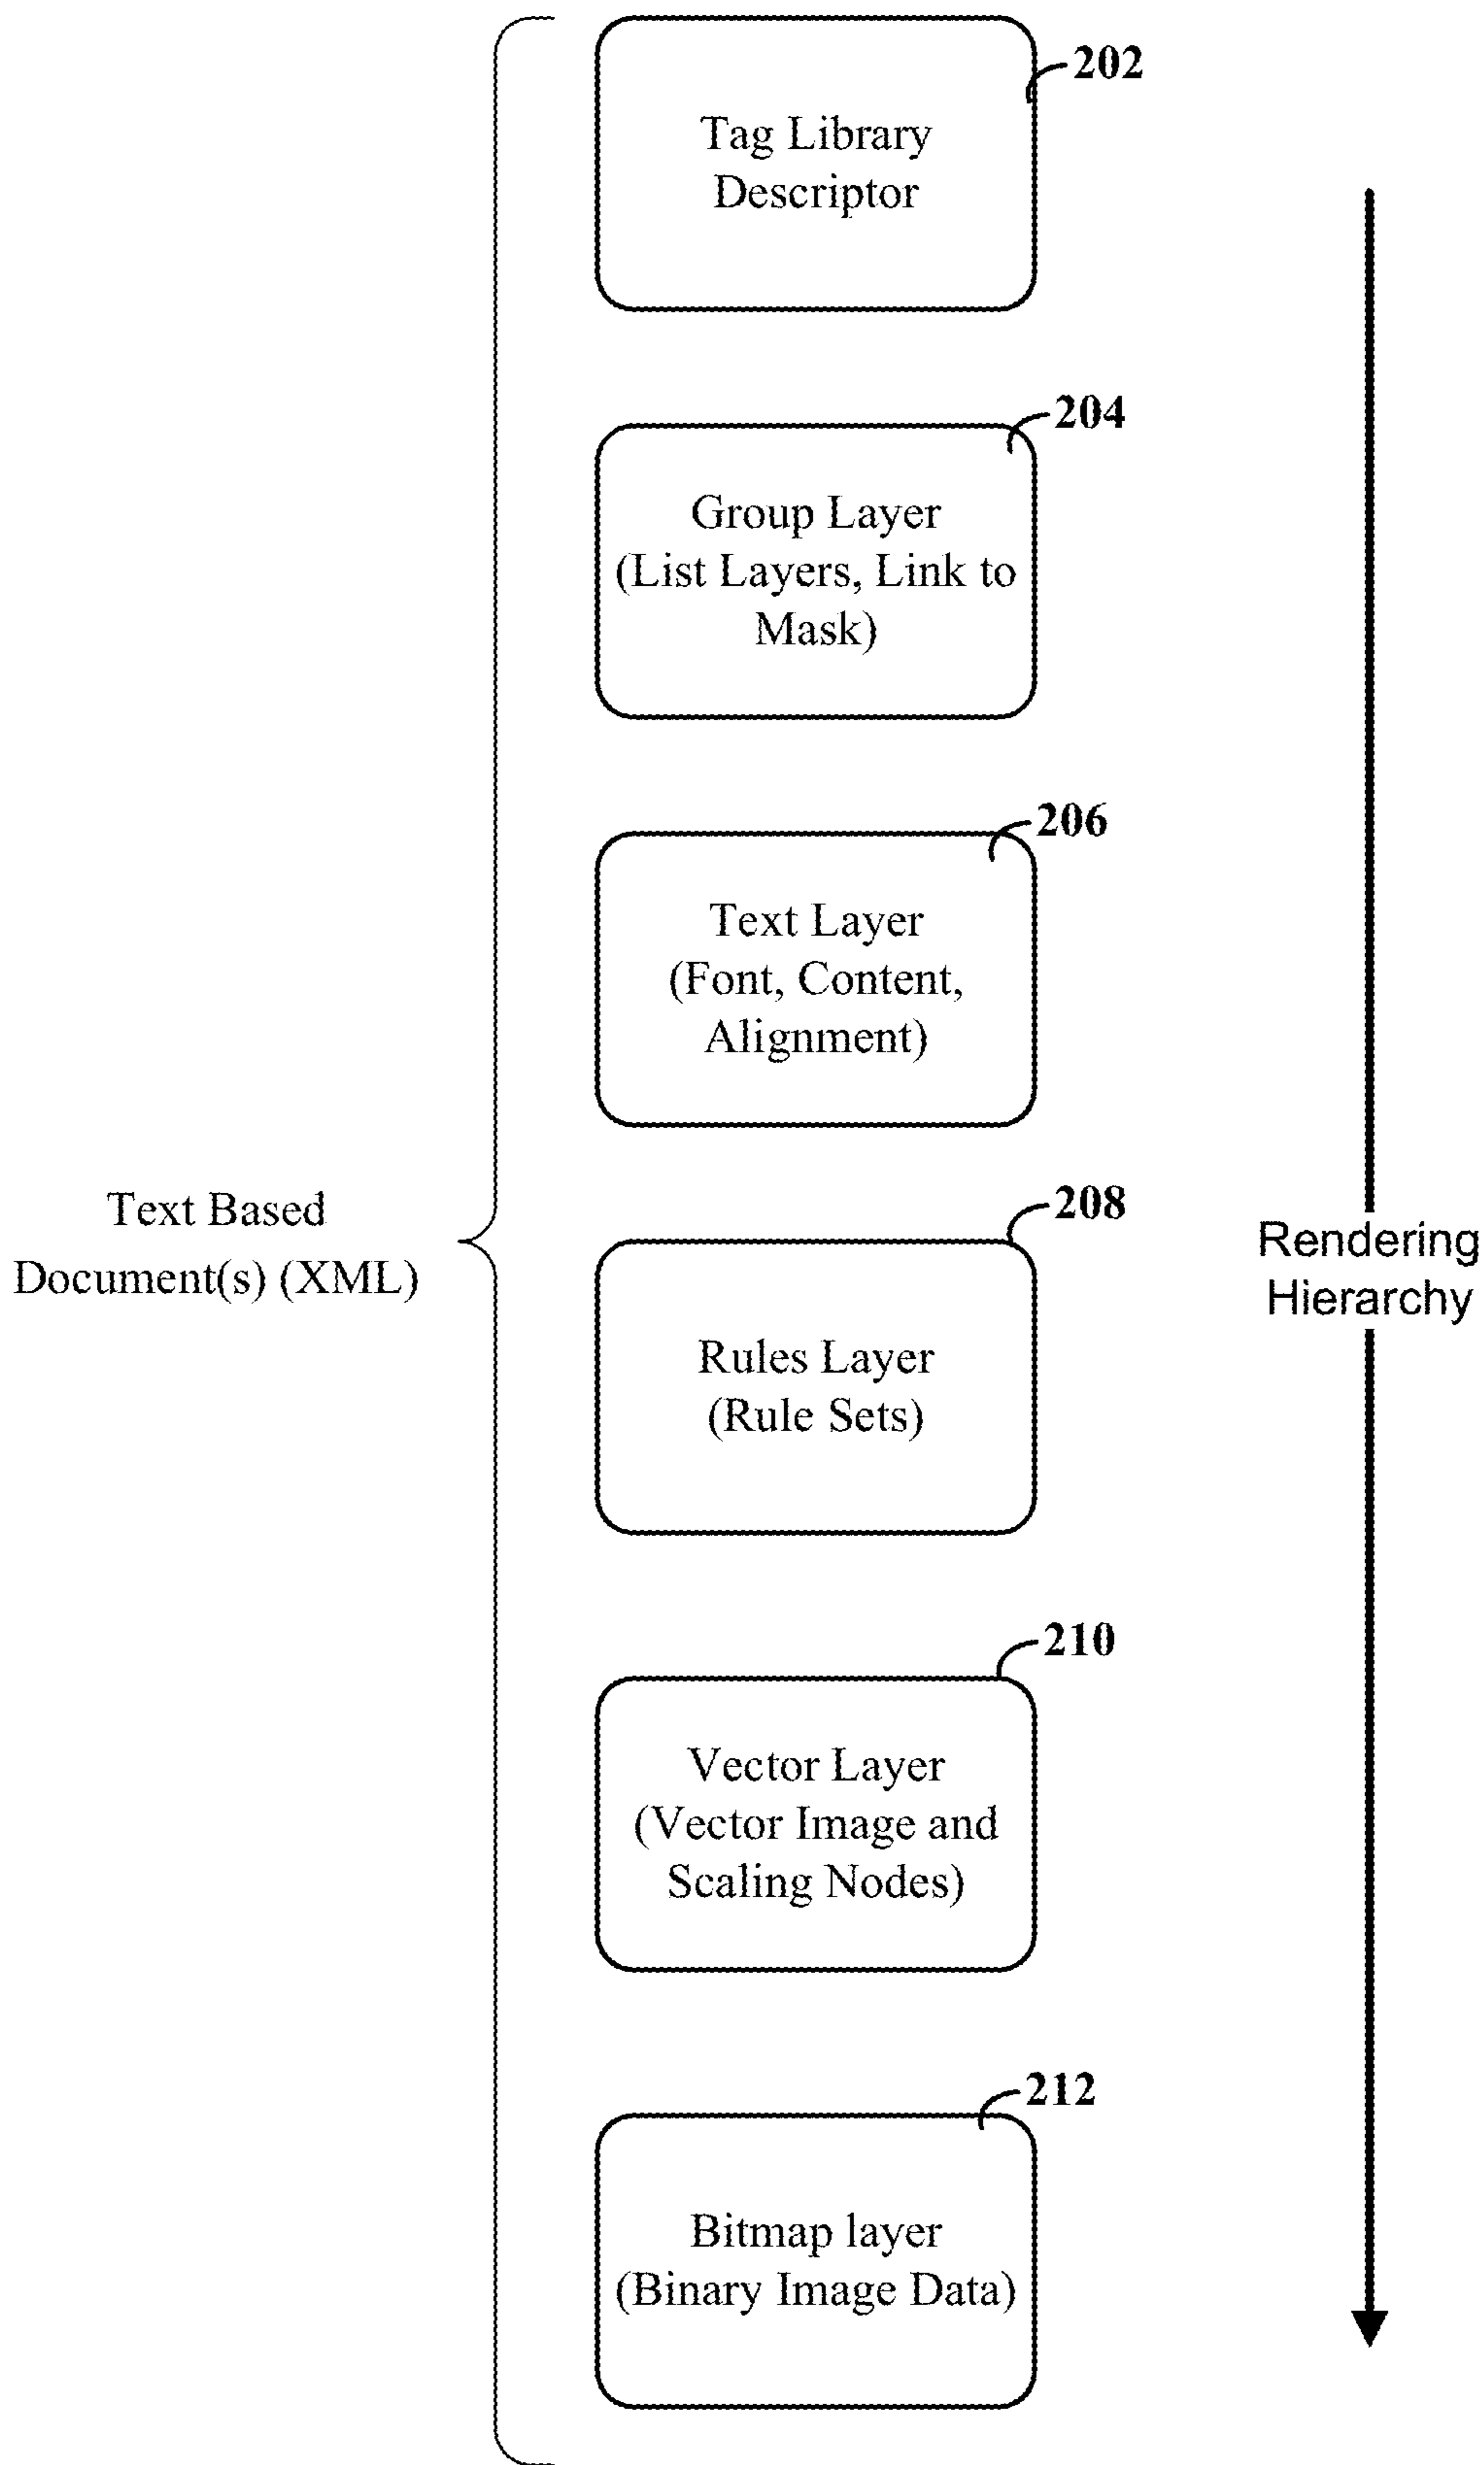 202
Tag Library
Descriptor
204
Group Layer
(List Layers, Link to
Mask)
206
Text Layer
(Font, Content,
Alignment)
Text Based
Document(s) (XML)
208
Rendering
Hierarchy
Rules Layer
(Rule Sets)
210
Vector Layer
(Vector Image and
Scaling Nodes)
212
Bitmap layer
(Binary Image Data)